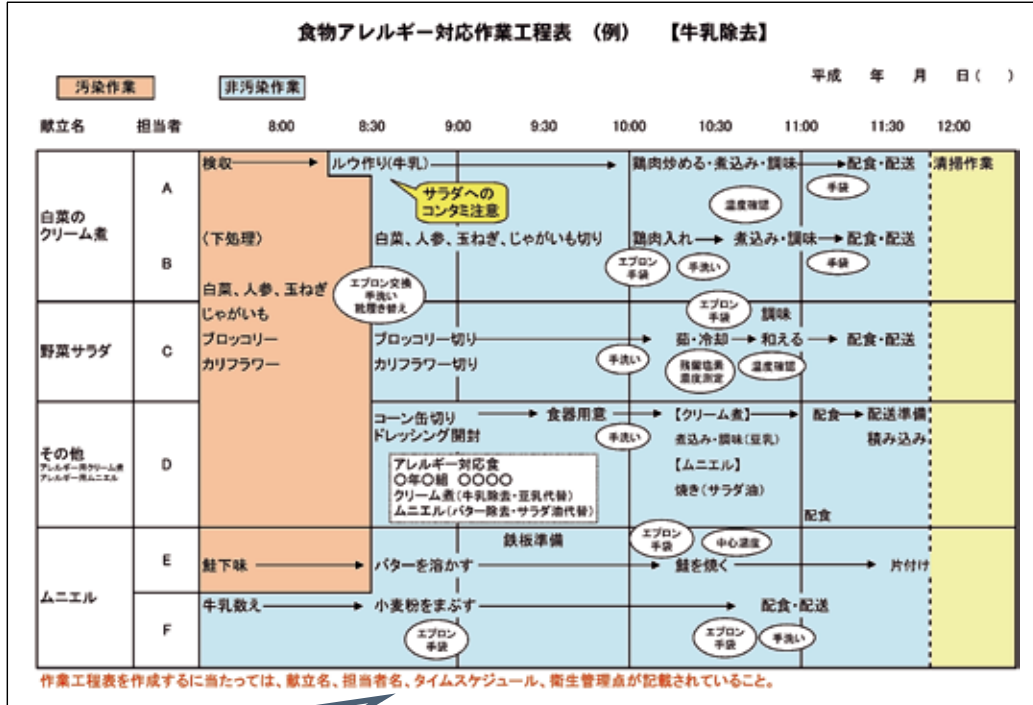 食物アレルギー対応作業工程表 （例） 【牛乳除去】
汚染作業 非汚染作業 平成 年 月 日（ ）
献立名 担当者 8:00 8:30 9:00 9:30 10:00 10:30 11:00 11:30 12:00
白菜の
クリーム煮
A
検収 ルウ作り(牛乳) 鶏肉炒める・煮込み・調味 配食・配送 清掃作業
サラダへの
コンタミ注意
温度確認
手袋
B
〈下処理〉 白菜、人参、玉ねぎ、じゃがいも切り 鶏肉入れ 煮込み・調味 配食・配送
エプロン
手袋
手洗い
手袋
白菜、人参、玉ねぎ
じゃがいも
エプロン交換
手洗い
靴履き替え
野菜サラダ
C
エプロン
手袋
調味
ブロッコリー ブロッコリー切り 茹・冷却 和える 配食・配送
カリフラワー カリフラワー切り
手洗い
残留塩素
温度測定
温度確認
その他
アレルギー用クリーム煮
アレルギー用ムニエル
D
コーン缶切り 食器用意 【クリーム煮】 配食 配送準備
ドレッシング開封
手洗い
煮込み・調味(豆乳) 積み込み
【ムニエル】
焼き(サラダ油)
配食
アレルギー対応食
〇年〇組 〇〇〇〇
クリーム煮(牛乳除去・豆乳代替)
ムニエル(バター除去・サラダ油代替)
ムニエル
E
鉄板準備
エプロン
手袋
中心温度
鮭下味 バターを溶かす 鮭を焼く 片付け
F
牛乳数え 小麦粉をまぶす 配食・配送
エプロン
手袋
エプロン
手袋
手洗い
作業工程表を作成するに当たっては、献立名、担当者名、タイムスケジュール、衛生管理点が記載されていること。